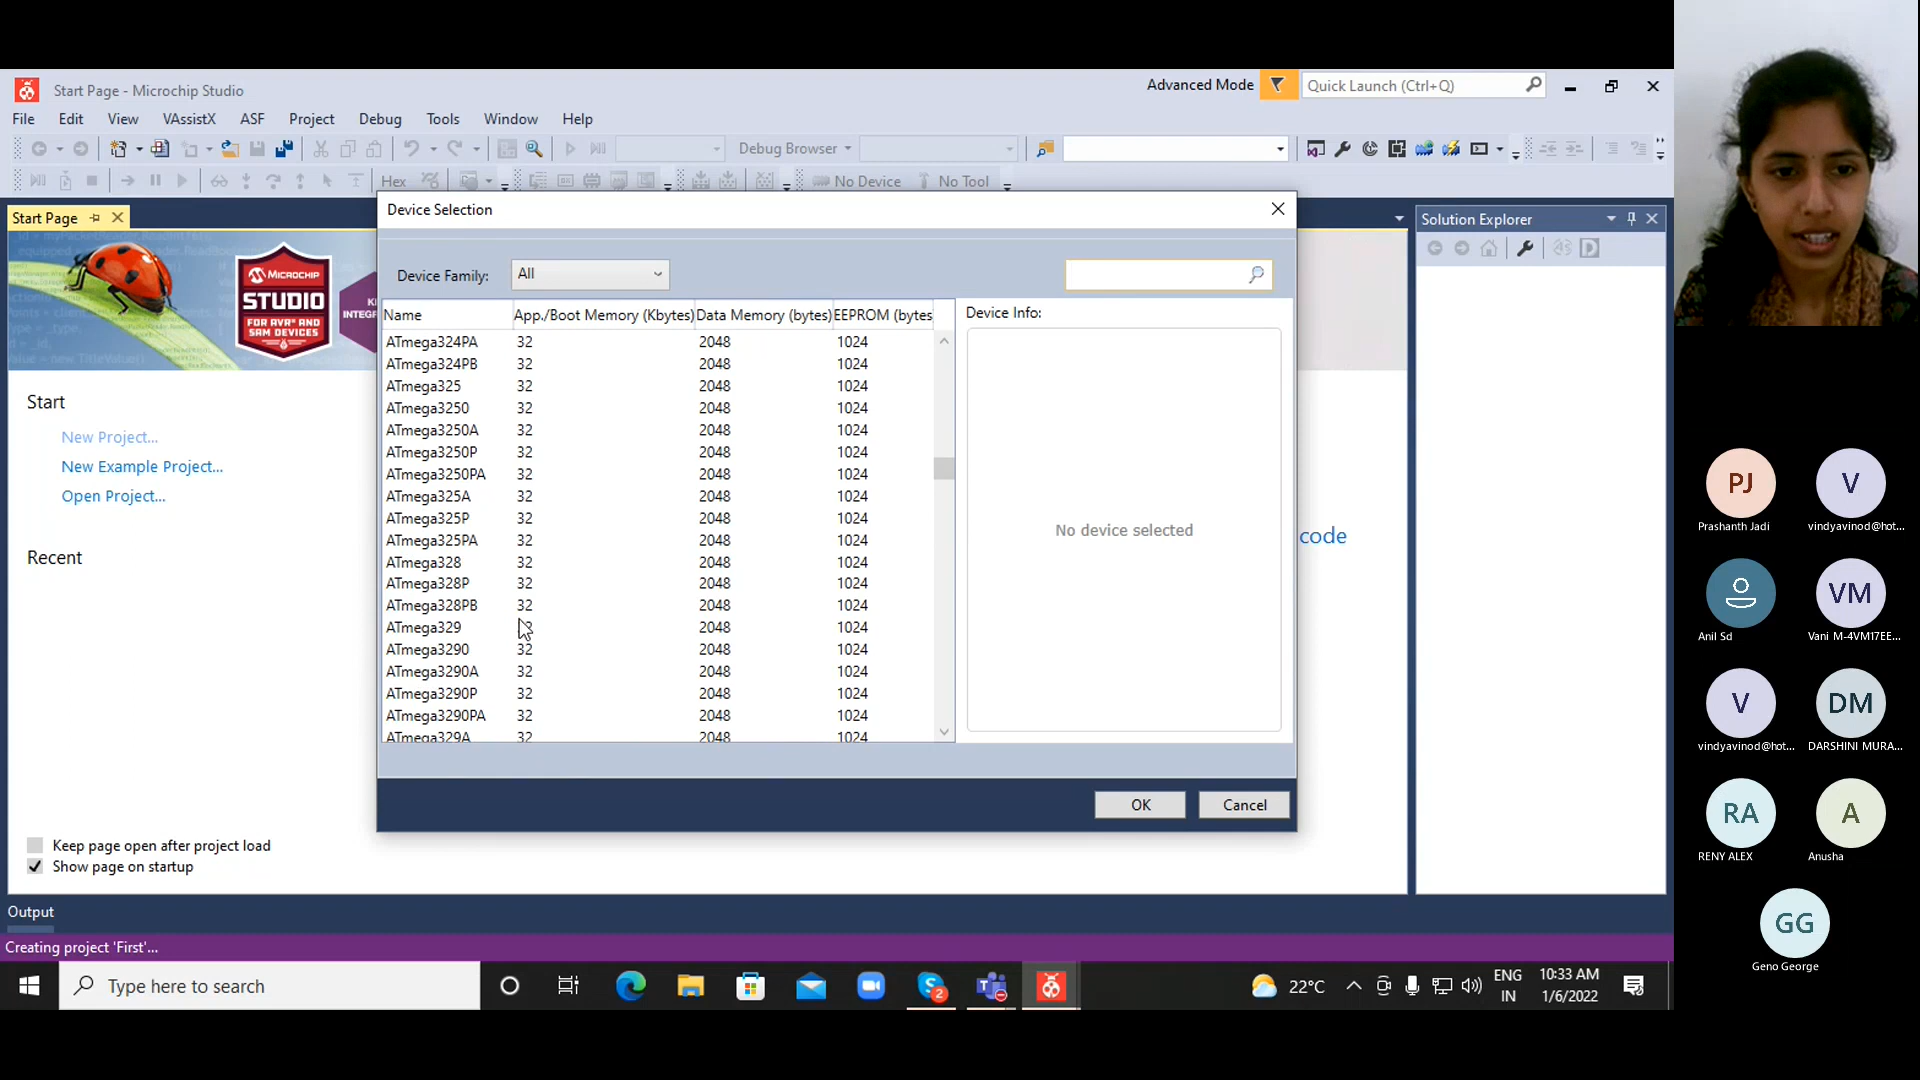 Start Page - Microchip Studio
Advanced Mode
Quick Launch (Ctrl+Q)
File Edit View VAssistX ASF Project Debug Tools Window Help
Debug Browser
Hex
No Device
No Tool
Start Page
Device Selection
Solution Explorer
MICROCHIP
STUDIO
FOR AVR® AND
SAM DEVICES
Device Family: All
Name App./Boot Memory (Kbytes) Data Memory (bytes) EEPROM (bytes
Device Info:
ATmega324PA 32 2048 1024
ATmega324PB 32 2048 1024
ATmega325 32 2048 1024
ATmega3250 32 2048 1024
ATmega3250A 32 2048 1024
ATmega3250P 32 2048 1024
ATmega3250PA 32 2048 1024
ATmega325A 32 2048 1024
ATmega325P 32 2048 1024
ATmega325PA 32 2048 1024
ATmega328 32 2048 1024
ATmega328P 32 2048 1024
ATmega328PB 32 2048 1024
ATmega329 2048 1024
ATmega3290 32 2048 1024
ATmega3290A 32 2048 1024
ATmega3290P 32 2048 1024
ATmega3290PA 32 2048 1024
ATmega329A 32 2048 1024
No device selected
OK
Cancel
Start
New Project...
New Example Project...
Open Project...
Recent
code
Keep page open after project load
Show page on startup
Output
Creating project 'First'...
Type here to search
2
22°C
ENG
IN
10:33 AM
1/6/2022
PJ
Prashanth Jadi
V
vindyavinod@hot...
Anil Sd
VM
Vani M-4VM17EE...
V
vindyavinod@hot...
DM
DARSHINI MURA...
RA
RENY ALEX
A
Anusha
GG
Geno George